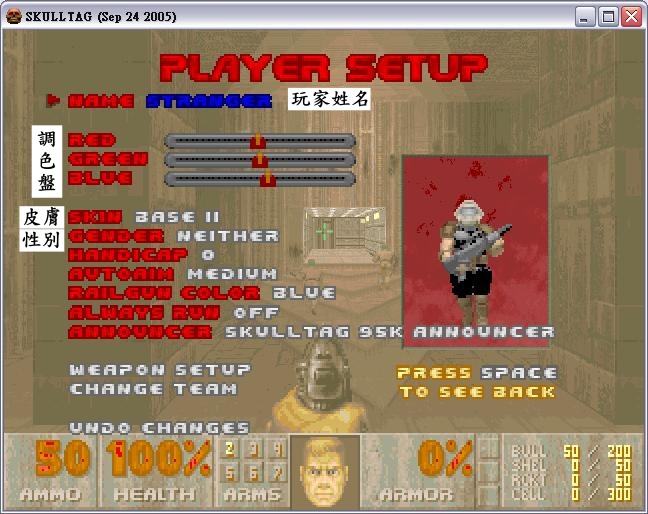 SKULLTAG (Sep 24 2005)
PLAYER SETUP
NAME STRANGER 玩家姓名
調色盤
RED
GREEN
BLUE
皮膚 SKIN BASE II
性別 GENDER NEITHER
HANDICAP 0
AUTOAIM MEDIUM
RAILGUN COLOR BLUE
ALWAYS RUN OFF
ANNOUNCER SKULLTAG 95K ANNOUNCER
WEAPON SETUP
CHANGE TEAM
PRESS SPACE
TO SEE BACK
UNDO CHANGES
50 100% 2 3 4 0% BULL 50 / 200
5 6 7 SHEL 0 / 50
RCKT 0 / 50
AMMO HEALTH ARMS ARMOR CELL 0 / 300